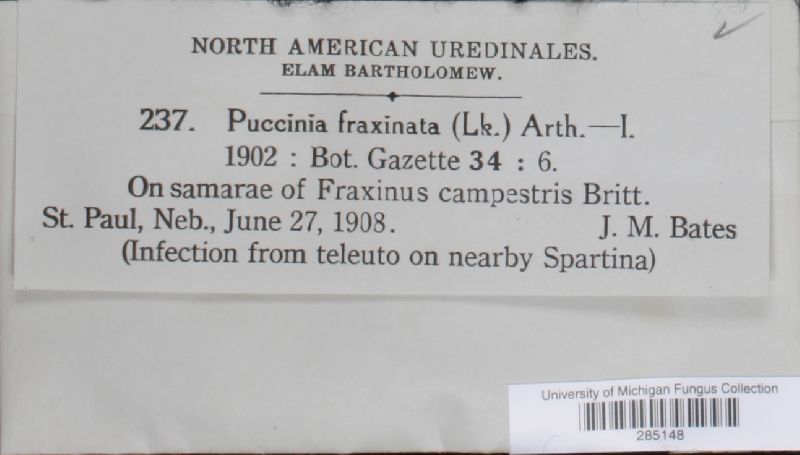 NORTH AMERICAN UREDINALES.
ELAM BARTHOLOMEW.
237. Puccinia fraxinata (Lk.) Arth.—I.
1902 : Bot. Gazette 34 : 6.
On samarae of Fraxinus campestris Britt.
St. Paul, Neb., June 27, 1908. J. M. Bates
(Infection from teleuto on nearby Spartina)
University of Michigan Fungus Collection
285148